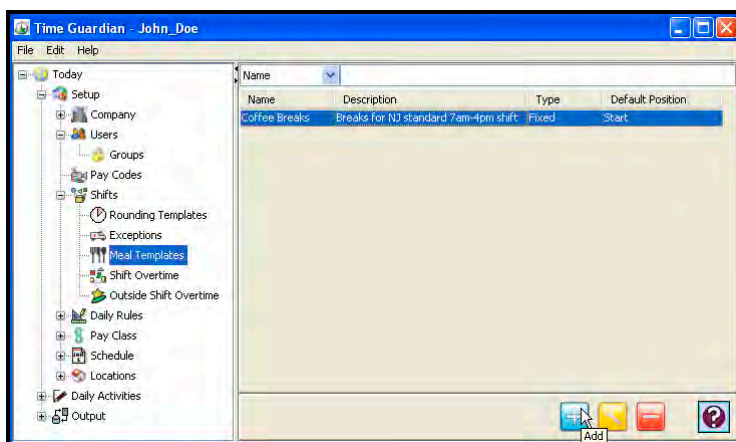 Time Guardian - John_Doe
File Edit Help
Today
Setup
Company
Users
Groups
Pay Codes
Shifts
Rounding Templates
Exceptions
Meal Templates
Shift Overtime
Outside Shift Overtime
Daily Rules
Pay Class
Schedule
Locations
Daily Activities
Output
Name
Name Description Type Default Position
Coffee Breaks Breaks for NJ standard 7am-4pm shift Fixed Start
Add